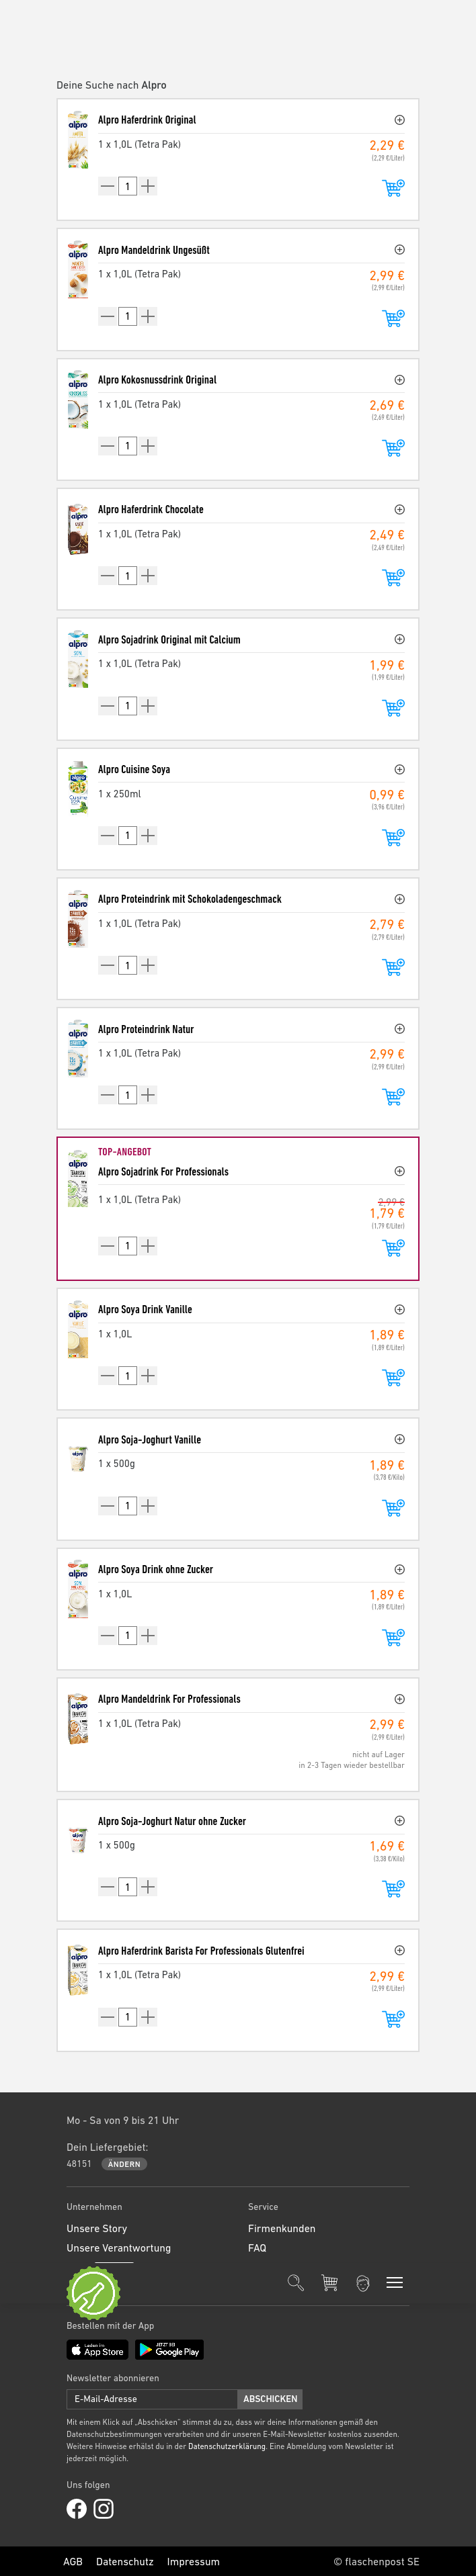 Deine Suche nach Alpro
Alpro Haferdrink Original
1 x 1,0L (Tetra Pak)
2,29 €
(2,29 €/Liter)
1
Alpro Mandeldrink Ungesüßt
1 x 1,0L (Tetra Pak)
2,99 €
(2,99 €/Liter)
1
Alpro Kokosnussdrink Original
1 x 1,0L (Tetra Pak)
2,69 €
(2,69 €/Liter)
1
Alpro Haferdrink Chocolate
1 x 1,0L (Tetra Pak)
2,49 €
(2,49 €/Liter)
1
Alpro Sojadrink Original mit Calcium
1 x 1,0L (Tetra Pak)
1,99 €
(1,99 €/Liter)
1
Alpro Cuisine Soya
1 x 250ml
0,99 €
(3,96 €/Liter)
1
Alpro Proteindrink mit Schokoladengeschmack
1 x 1,0L (Tetra Pak)
2,79 €
(2,79 €/Liter)
1
Alpro Proteindrink Natur
1 x 1,0L (Tetra Pak)
2,99 €
(2,99 €/Liter)
1
TOP-ANGEBOT
Alpro Sojadrink For Professionals
1 x 1,0L (Tetra Pak)
2,99 €
1,79 €
(1,79 €/Liter)
1
Alpro Soya Drink Vanille
1 x 1,0L
1,89 €
(1,89 €/Liter)
1
Alpro Soja-Joghurt Vanille
1 x 500g
1,89 €
(3,78 €/Kilo)
1
Alpro Soya Drink ohne Zucker
1 x 1,0L
1,89 €
(1,89 €/Liter)
1
Alpro Mandeldrink For Professionals
1 x 1,0L (Tetra Pak)
2,99 €
(2,99 €/Liter)
nicht auf Lager
in 2-3 Tagen wieder bestellbar
Alpro Soja-Joghurt Natur ohne Zucker
1 x 500g
1,69 €
(3,38 €/Kilo)
1
Alpro Haferdrink Barista For Professionals Glutenfrei
1 x 1,0L (Tetra Pak)
2,99 €
(2,99 €/Liter)
1
Mo - Sa von 9 bis 21 Uhr
Dein Liefergebiet:
48151 ÄNDERN
Unternehmen
Unsere Story
Unsere Verantwortung
Service
Firmenkunden
FAQ
Bestellen mit der App
Laden im
App Store
JETZT BEI
Google Play
Newsletter abonnieren
E-Mail-Adresse
ABSCHICKEN
Mit einem Klick auf „Abschicken“ stimmst du zu, dass wir deine Informationen gemäß den
Datenschutzbestimmungen verarbeiten und dir unseren E-Mail-Newsletter kostenlos zusenden.
Weitere Hinweise erhälst du in der Datenschutzerklärung. Eine Abmeldung vom Newsletter ist
jederzeit möglich.
Uns folgen
AGB Datenschutz Impressum © flaschenpost SE